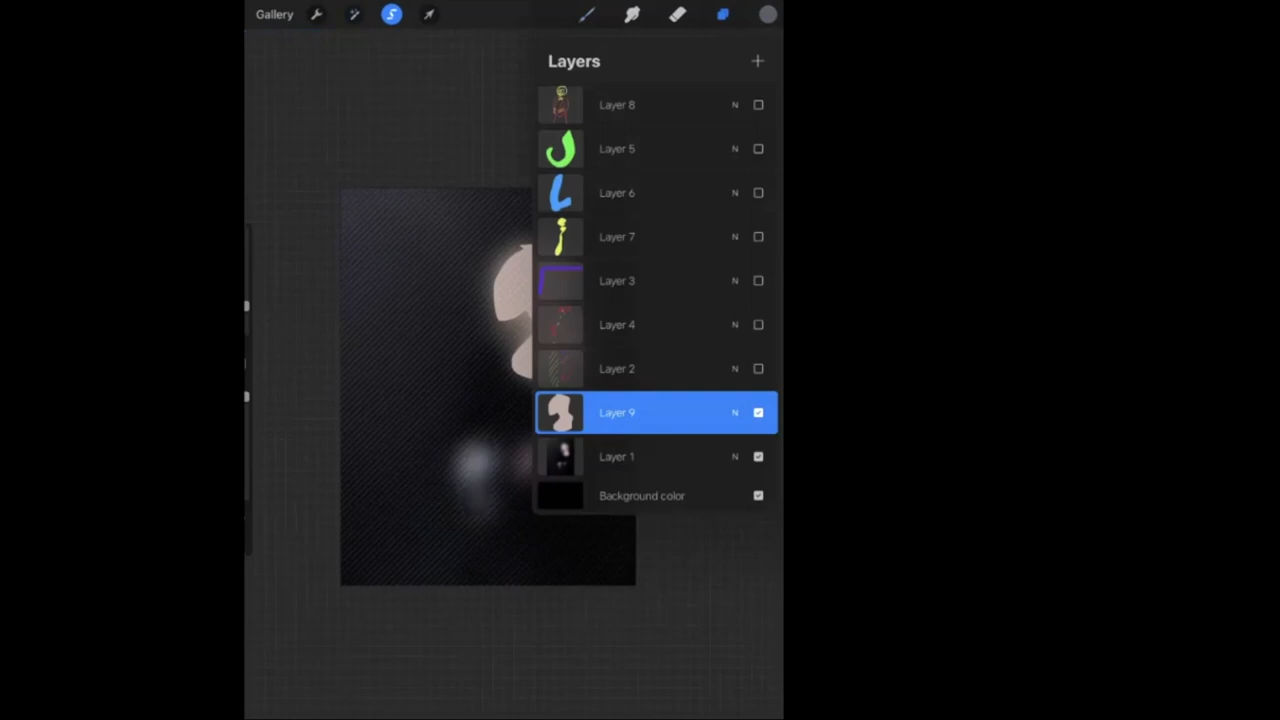 Gallery
Layers
Layer 8 N
Layer 5 N
Layer 6 N
Layer 7 N
Layer 3 N
Layer 4 N
Layer 2 N
Layer 9 N
Layer 1 N
Background color